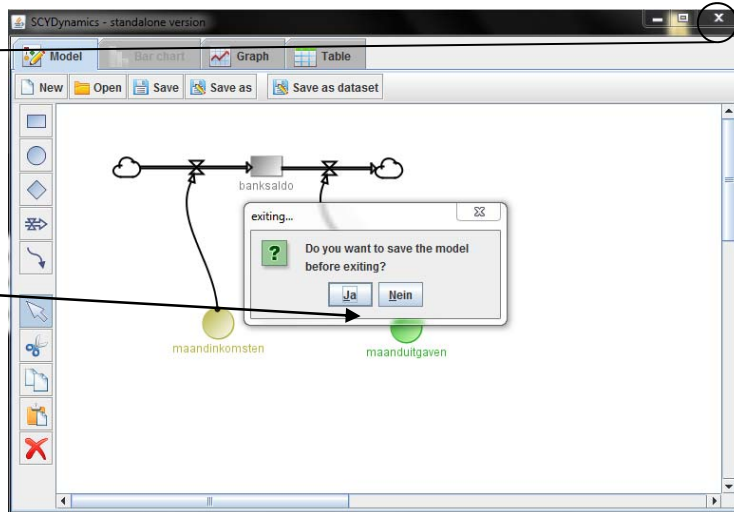 SCYDynamics - standalone version
X
Model
Bar chart
Graph
Table
New
Open
Save
Save as
Save as dataset
banksaldo
exiting...
?
Do you want to save the model
before exiting?
Ja
Nein
maandinkomsten
maanduitgaven